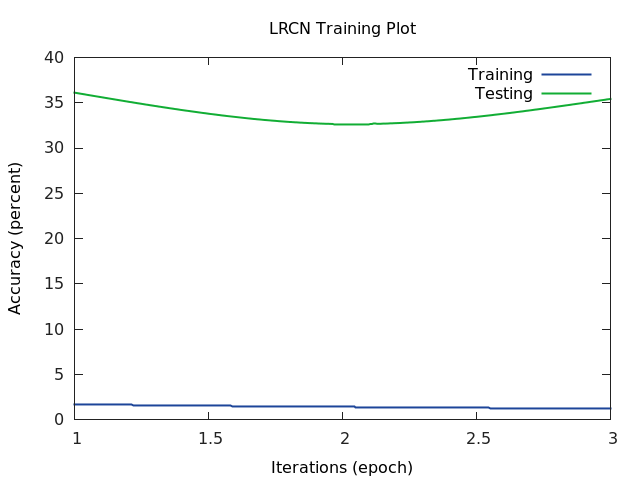 LRCN Training Plot
40
35
30
25
20
15
10
5
0
1
1.5
2
2.5
3
Training
Testing
Accuracy (percent)
Iterations (epoch)